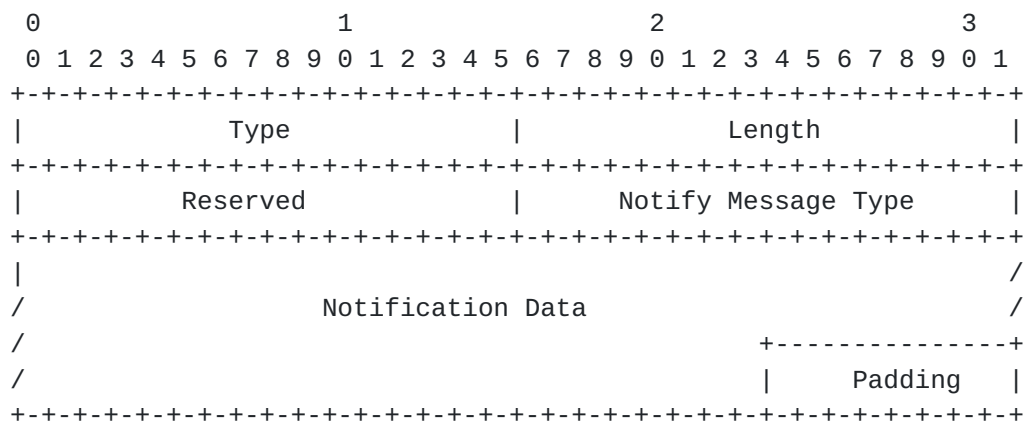 0                   1                   2                   3
 0 1 2 3 4 5 6 7 8 9 0 1 2 3 4 5 6 7 8 9 0 1 2 3 4 5 6 7 8 9 0 1
+-+-+-+-+-+-+-+-+-+-+-+-+-+-+-+-+-+-+-+-+-+-+-+-+-+-+-+-+-+-+-+-+
|             Type              |             Length            |
+-+-+-+-+-+-+-+-+-+-+-+-+-+-+-+-+-+-+-+-+-+-+-+-+-+-+-+-+-+-+-+-+
|          Reserved             |      Notify Message Type      |
+-+-+-+-+-+-+-+-+-+-+-+-+-+-+-+-+-+-+-+-+-+-+-+-+-+-+-+-+-+-+-+-+
|                                                               /
/                   Notification Data                           /
/                                               +---------------+
/                                               |     Padding   |
+-+-+-+-+-+-+-+-+-+-+-+-+-+-+-+-+-+-+-+-+-+-+-+-+-+-+-+-+-+-+-+-+